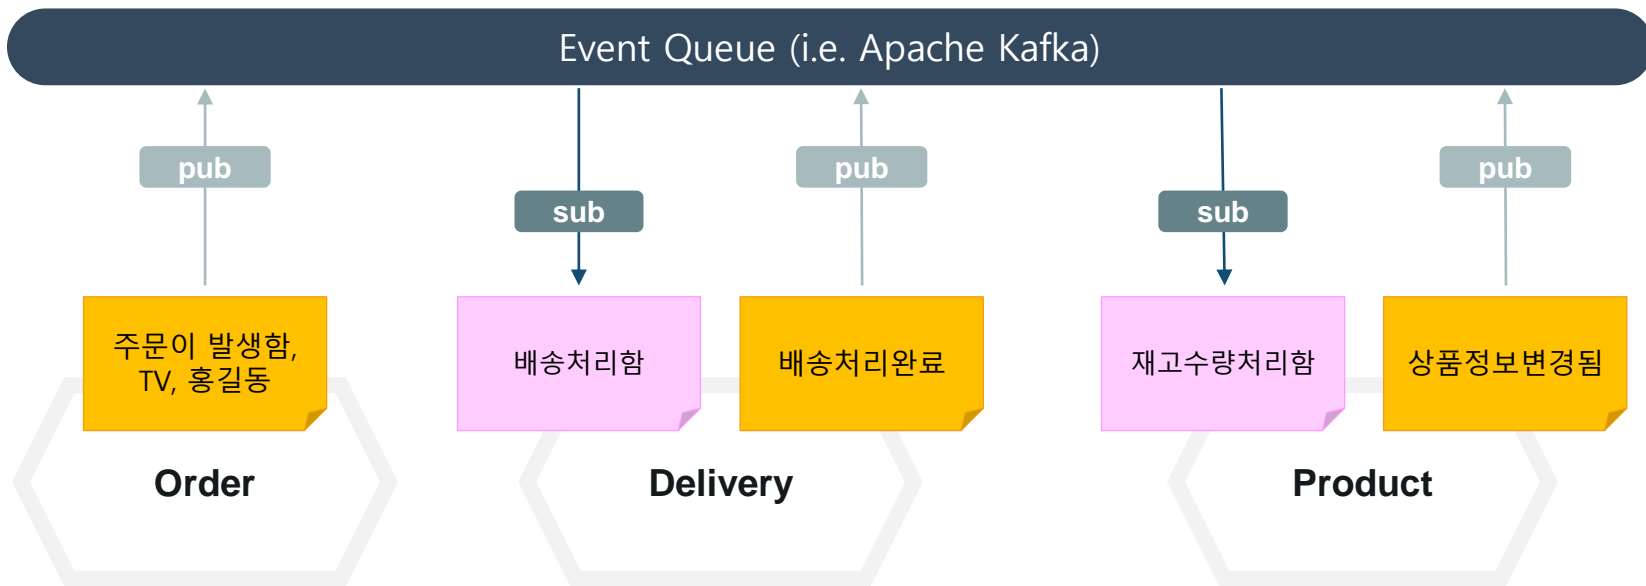 Event Queue (i.e. Apache Kafka)
pub
sub
pub
sub
pub
주문이 발생함,
TV, 홍길동
배송처리함
배송처리완료
재고수량처리함
상품정보변경됨
Order
Delivery
Product